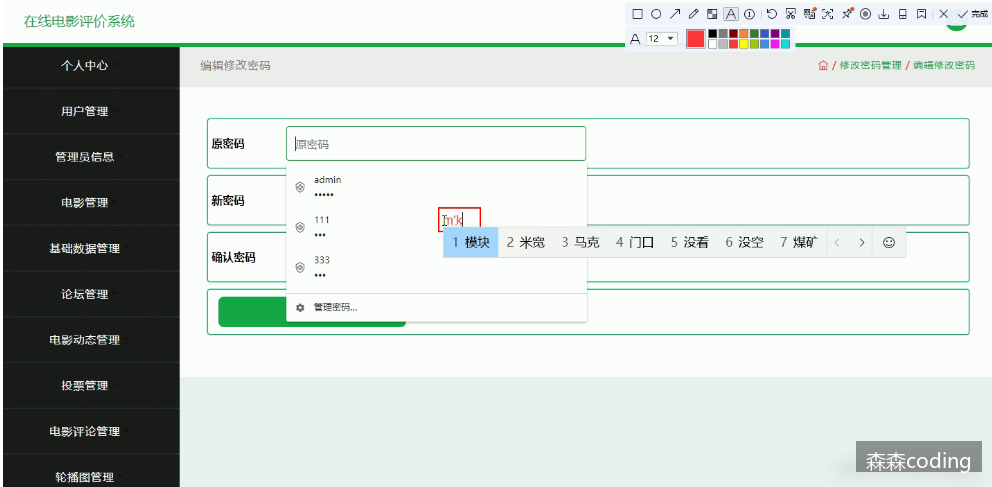 在线电影评价系统
A 12
完成
个人中心
用户管理
管理员信息
电影管理
基础数据管理
论坛管理
电影动态管理
投票管理
电影评论管理
轮播图管理
编辑修改密码
/ 修改密码管理 / 编辑修改密码
原密码
原密码
新密码
确认密码
admin
•••••
111
•••
333
•••
管理密码...
m'k
1 模块 2 米宽 3 马克 4 门口 5 没看 6 没空 7 煤矿
森森coding